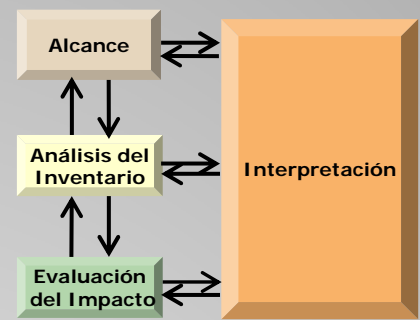 Alcance
Análisis del
Inventario
Interpretación
Evaluación
del Impacto